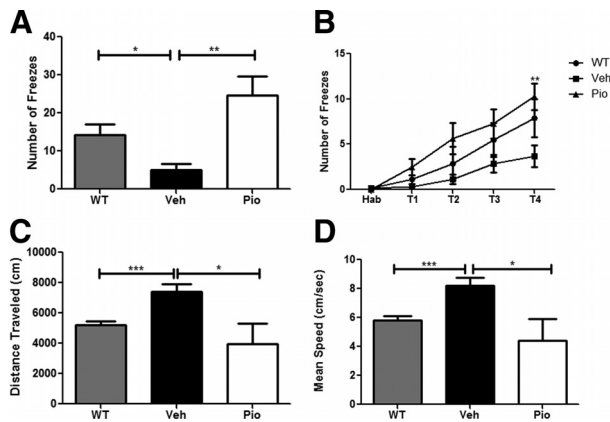 A
Number of Freezes
40
30
20
10
0
*
**
WT
Veh
Pio
B
Number of Freezes
15
10
5
0
**
Hab
T1
T2
T3
T4
WT
Veh
Pio
C
Distance Traveled (cm)
10000
8000
6000
4000
2000
0
***
*
WT
Veh
Pio
D
Mean Speed (cm/sec)
10
8
6
4
2
0
***
*
WT
Veh
Pio